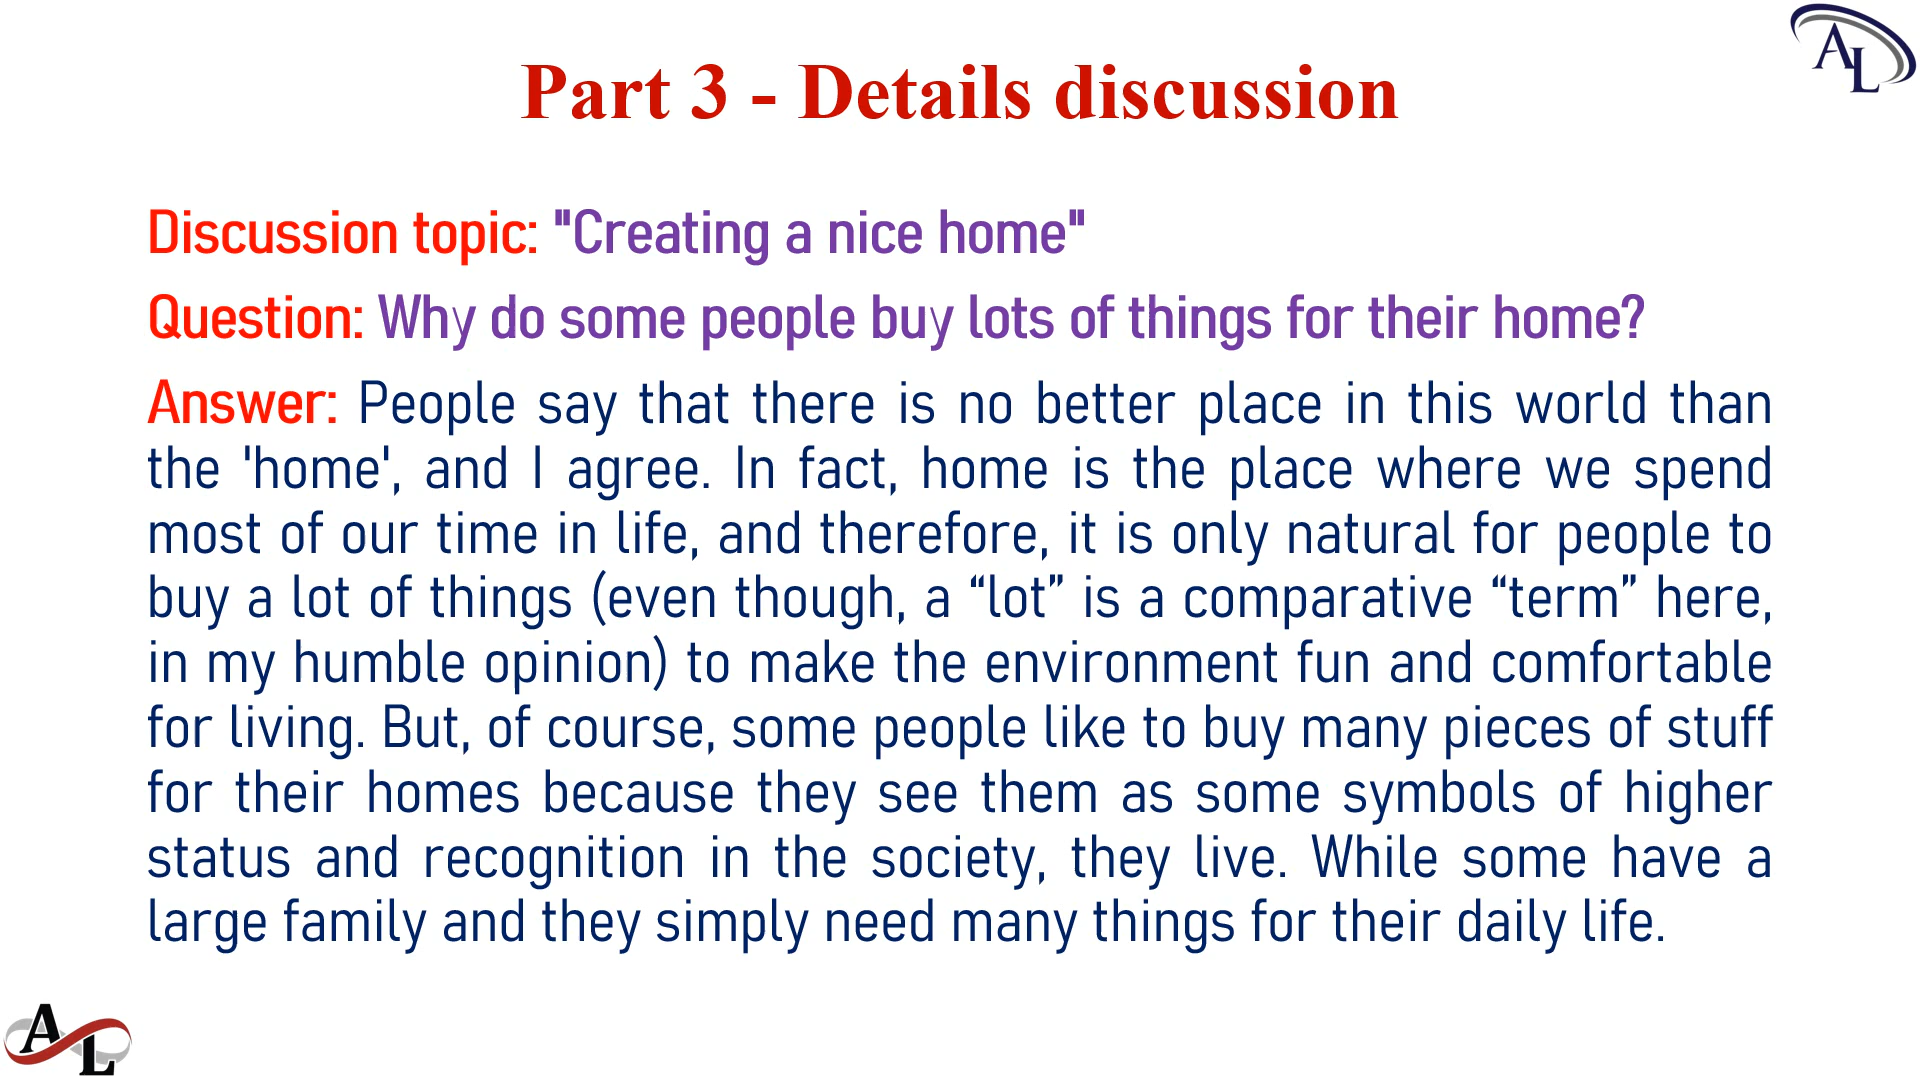 AL
Part 3 - Details discussion
Discussion topic: "Creating a nice home"
Question: Why do some people buy lots of things for their home?
Answer: People say that there is no better place in this world than
the 'home', and I agree. In fact, home is the place where we spend
most of our time in life, and therefore, it is only natural for people to
buy a lot of things (even though, a “lot” is a comparative “term” here,
in my humble opinion) to make the environment fun and comfortable
for living. But, of course, some people like to buy many pieces of stuff
for their homes because they see them as some symbols of higher
status and recognition in the society, they live. While some have a
large family and they simply need many things for their daily life.
AL